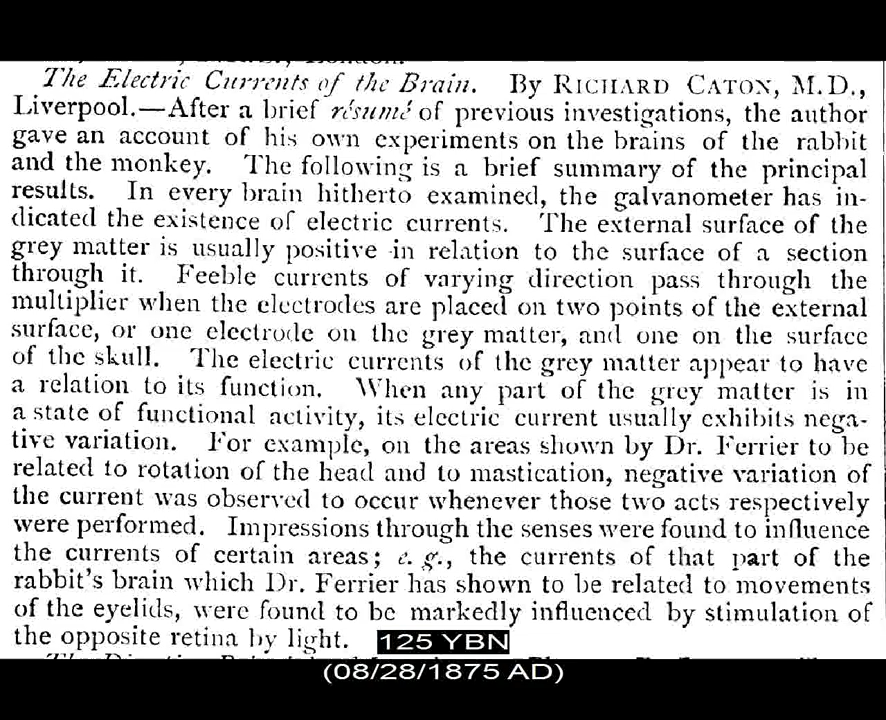 The Electric Currents of the Brain. By RICHARD CATON, M.D.,
Liverpool.—After a brief résumé of previous investigations, the author
gave an account of his own experiments on the brains of the rabbit
and the monkey. The following is a brief summary of the principal
results. In every brain hitherto examined, the galvanometer has in-
dicated the existence of electric currents. The external surface of the
grey matter is usually positive in relation to the surface of a section
through it. Feeble currents of varying direction pass through the
multiplier when the electrodes are placed on two points of the external
surface, or one electrode on the grey matter, and one on the surface
of the skull. The electric currents of the grey matter appear to have
a relation to its function. When any part of the grey matter is in
a state of functional activity, its electric current usually exhibits nega-
tive variation. For example, on the areas shown by Dr. Ferrier to be
related to rotation of the head and to mastication, negative variation of
the current was observed to occur whenever those two acts respectively
were performed. Impressions through the senses were found to influence
the currents of certain areas; e. g., the currents of that part of the
rabbit's brain which Dr. Ferrier has shown to be related to movements
of the eyelids, were found to be markedly influenced by stimulation of
the opposite retina by light. 125 YBN
(08/28/1875 AD)